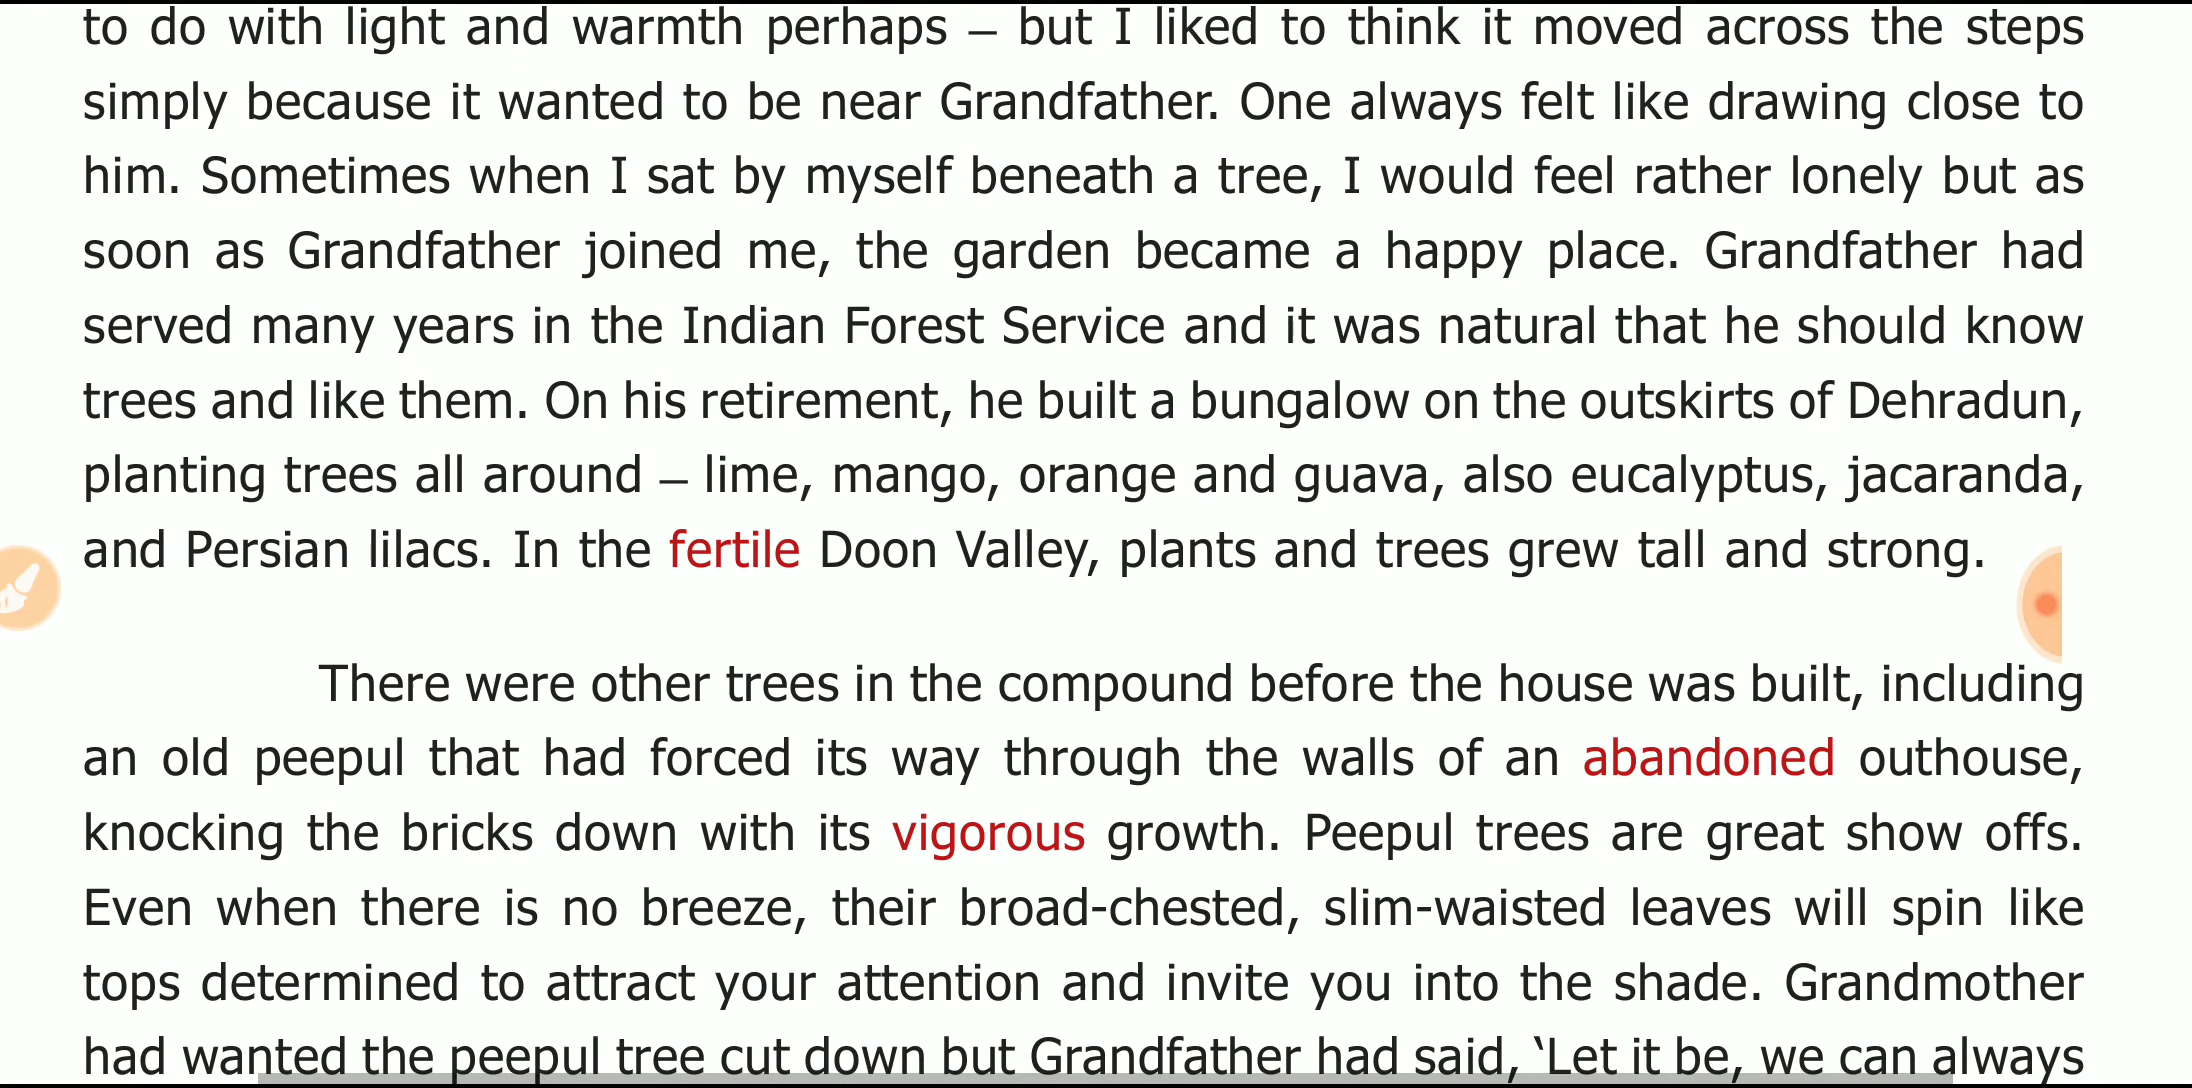 to do with light and warmth perhaps – but I liked to think it moved across the steps
simply because it wanted to be near Grandfather. One always felt like drawing close to
him. Sometimes when I sat by myself beneath a tree, I would feel rather lonely but as
soon as Grandfather joined me, the garden became a happy place. Grandfather had
served many years in the Indian Forest Service and it was natural that he should know
trees and like them. On his retirement, he built a bungalow on the outskirts of Dehradun,
planting trees all around – lime, mango, orange and guava, also eucalyptus, jacaranda,
and Persian lilacs. In the fertile Doon Valley, plants and trees grew tall and strong.
There were other trees in the compound before the house was built, including
an old peepul that had forced its way through the walls of an abandoned outhouse,
knocking the bricks down with its vigorous growth. Peepul trees are great show offs.
Even when there is no breeze, their broad-chested, slim-waisted leaves will spin like
tops determined to attract your attention and invite you into the shade. Grandmother
had wanted the peepul tree cut down but Grandfather had said, ‛Let it be, we can always